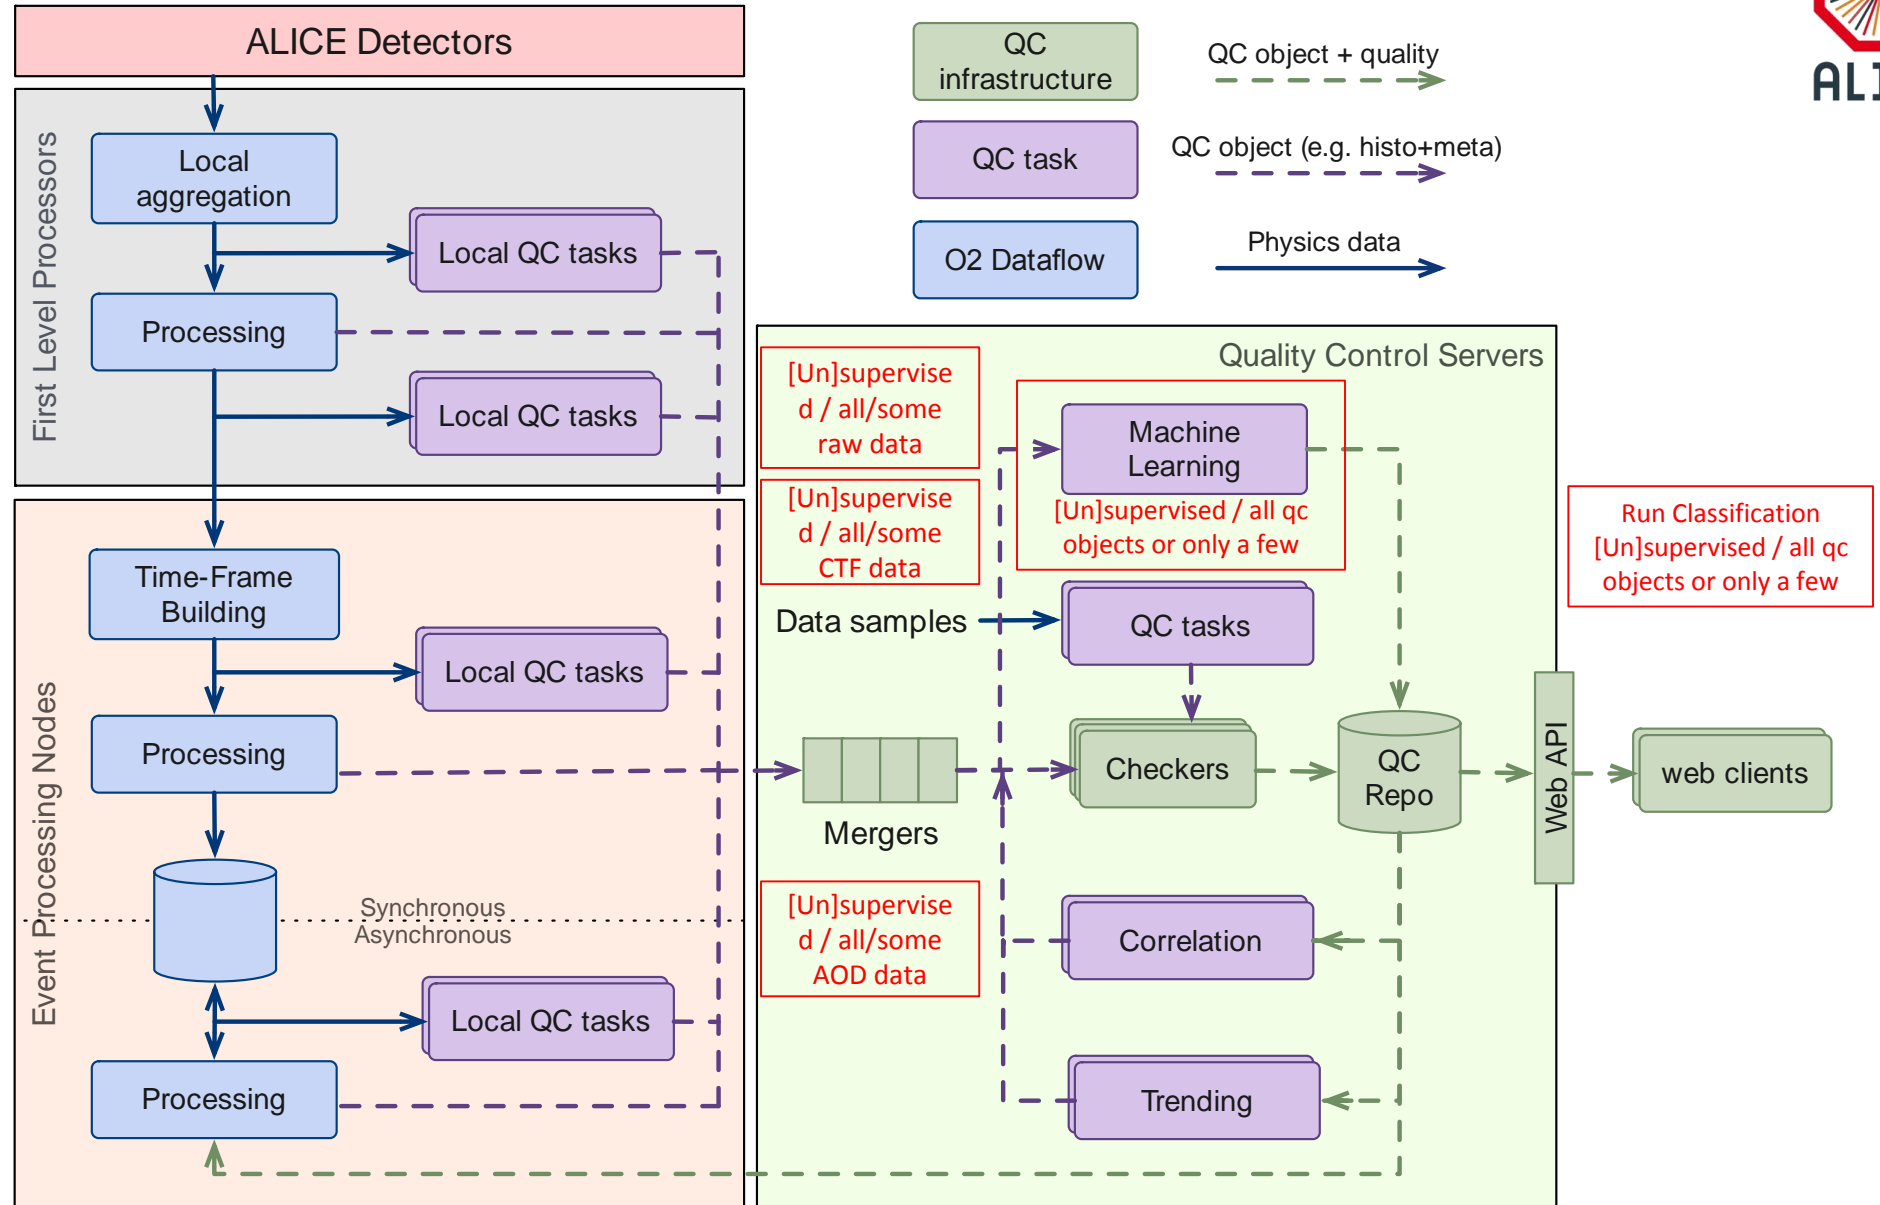 ALICE Detectors
First Level Processors
Local
aggregation
Local QC tasks
Processing
Local QC tasks
Event Processing Nodes
Time-Frame
Building
Local QC tasks
Processing
Synchronous
Asynchronous
Local QC tasks
Processing
QC
infrastructure
QC object + quality
QC task
QC object (e.g. histo+meta)
O2 Dataflow
Physics data
Quality Control Servers
[Un]supervise
d / all/some
raw data
[Un]supervise
d / all/some
CTF data
Machine
Learning
[Un]supervised / all qc
objects or only a few
Run Classification
[Un]supervised / all qc
objects or only a few
Data samples
QC tasks
Mergers
Checkers
QC
Repo
Web API
web clients
[Un]supervise
d / all/some
AOD data
Correlation
Trending